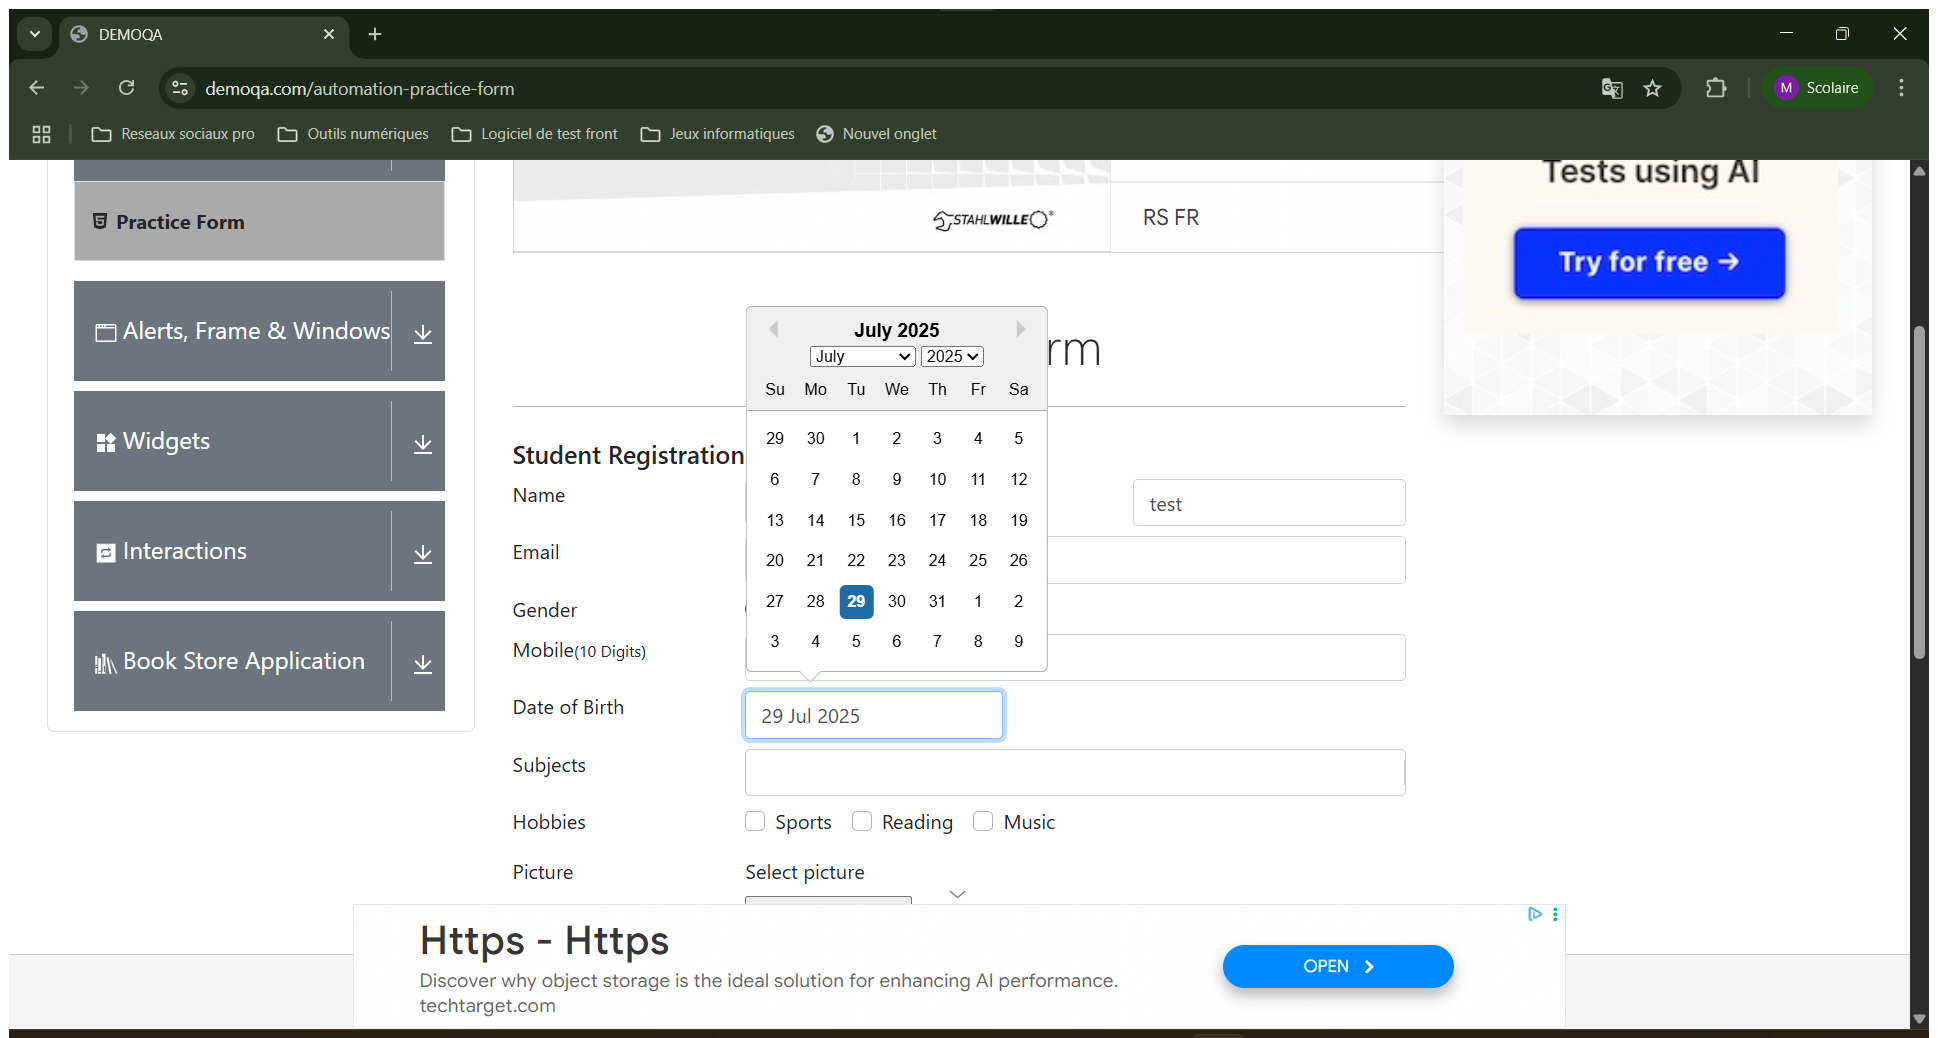 DEMOQA
demoqa.com/automation-practice-form
M Scolaire
Reseaux sociaux pro
Outils numériques
Logiciel de test front
Jeux informatiques
Nouvel onglet
Practice Form
Alerts, Frame & Windows
Widgets
Interactions
Book Store Application
STAHLWILLE
RS FR
Tests using AI
Try for free →
rm
July 2025
July 2025
Su Mo Tu We Th Fr Sa
29 30 1 2 3 4 5
6 7 8 9 10 11 12
13 14 15 16 17 18 19
20 21 22 23 24 25 26
27 28 29 30 31 1 2
3 4 5 6 7 8 9
Student Registration
Name
test
Email
Gender
Mobile(10 Digits)
Date of Birth
29 Jul 2025
Subjects
Hobbies
Sports Reading Music
Picture
Select picture
Https - Https
Discover why object storage is the ideal solution for enhancing AI performance.
techtarget.com
OPEN